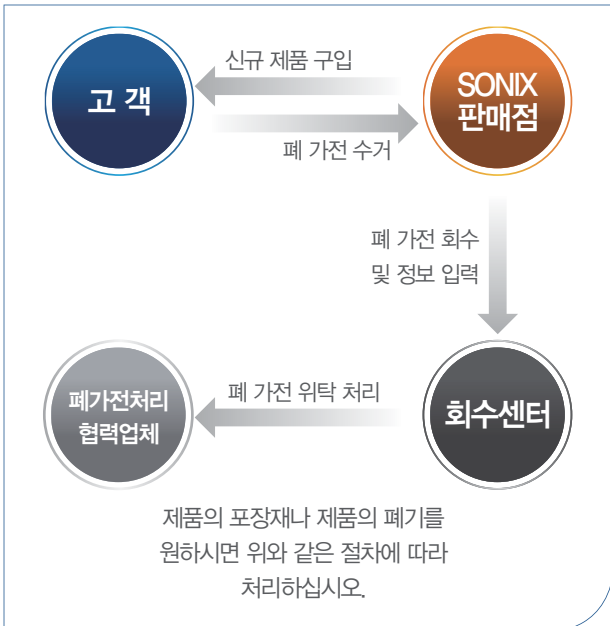 신규 제품 구입
고 객
SONIX
판매점
폐 가전 수거
폐 가전 회수
및 정보 입력
폐가전처리
협력업체
폐 가전 위탁 처리
회수센터
제품의 포장재나 제품의 폐기를
원하시면 위와 같은 절차에 따라
처리하십시오.